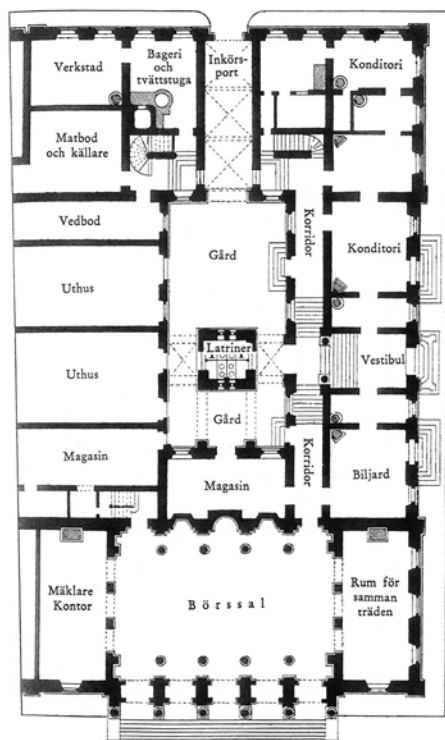 Verkstad
Bageri
och
tvättstuga
Inkörs-
port
Konditori
Matbod
och källare
Vedbod
Gård
Korridor
Konditori
Uthus
Latriner
Vestibul
Uthus
Gård
Magasin
Magasin
Korridor
Biljard
Mäklare
Kontor
Börssal
Rum för
samman
träden